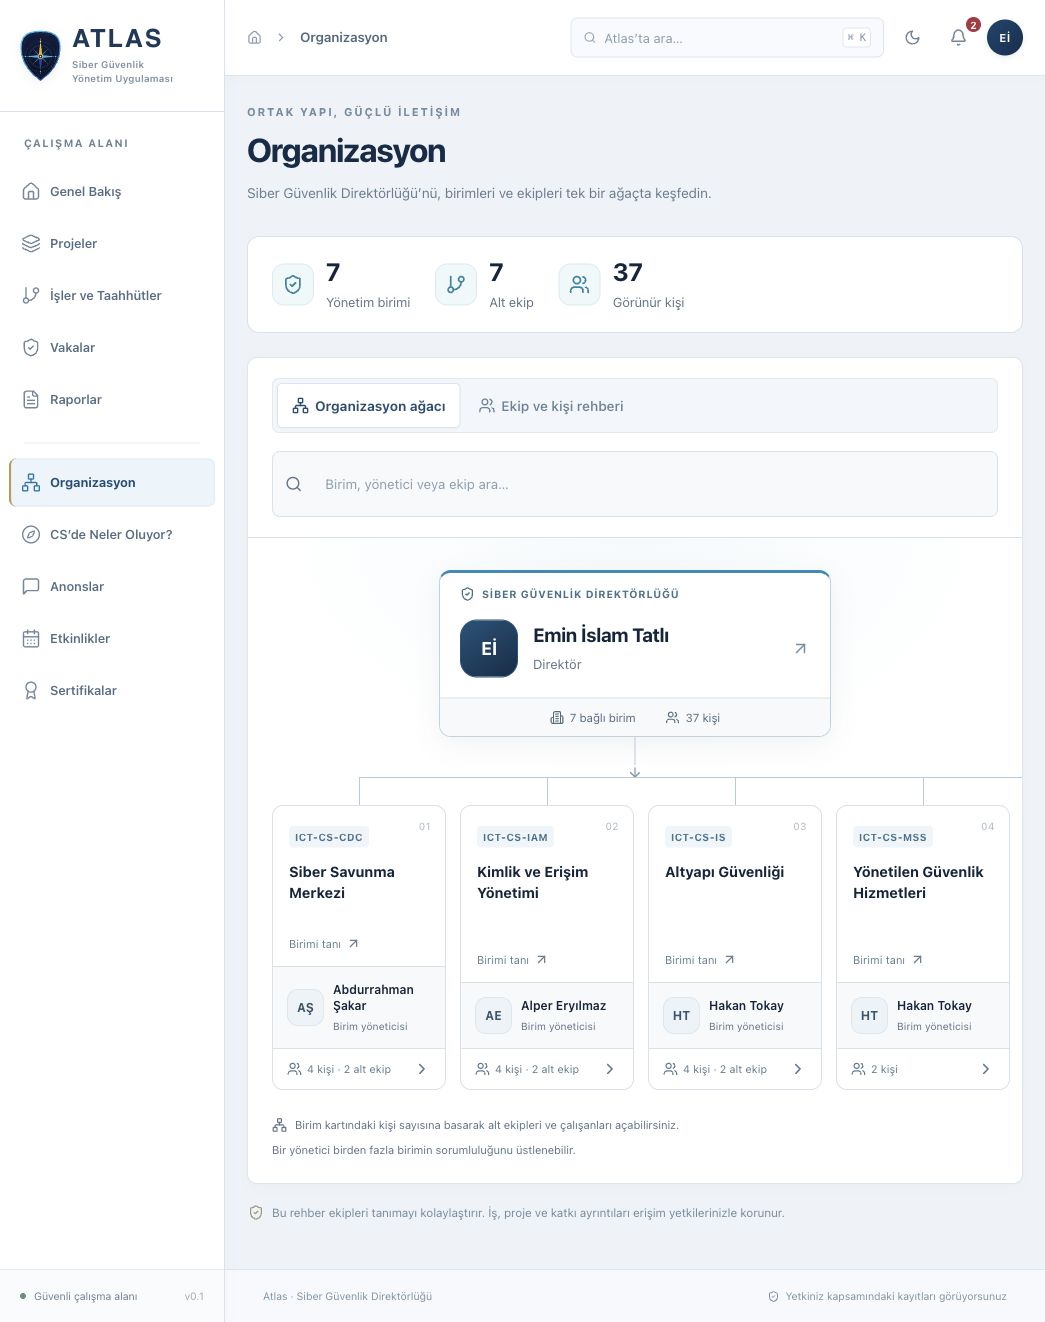 ATLAS
Siber Güvenlik
Yönetim Uygulaması
ÇALIŞMA ALANI
Genel Bakış
Projeler
İşler ve Taahhütler
Vakalar
Raporlar
Organizasyon
CS'de Neler Oluyor?
Anonslar
Etkinlikler
Sertifikalar
Güvenli çalışma alanı
v0.1
Organizasyon
Atlas'ta ara...
⌘ K
2
Eİ
ORTAK YAPI, GÜÇLÜ İLETİŞİM
Organizasyon
Siber Güvenlik Direktörlüğü'nü, birimleri ve ekipleri tek bir ağaçta keşfedin.
7
Yönetim birimi
7
Alt ekip
37
Görünür kişi
Organizasyon ağacı
Ekip ve kişi rehberi
Birim, yönetici veya ekip ara...
SİBER GÜVENLİK DİREKTÖRLÜĞÜ
Eİ
Emin İslam Tatlı
Direktör
7 bağlı birim
37 kişi
ICT-CS-CDC
01
Siber Savunma
Merkezi
Birimi tanı
AŞ
Abdurrahman
Şakar
Birim yöneticisi
4 kişi · 2 alt ekip
ICT-CS-IAM
02
Kimlik ve Erişim
Yönetimi
Birimi tanı
AE
Alper Eryılmaz
Birim yöneticisi
4 kişi · 2 alt ekip
ICT-CS-IS
03
Altyapı Güvenliği
Birimi tanı
HT
Hakan Tokay
Birim yöneticisi
4 kişi · 2 alt ekip
ICT-CS-MSS
04
Yönetilen Güvenlik
Hizmetleri
Birimi tanı
HT
Hakan Tokay
Birim yöneticisi
2 kişi
Birim kartındaki kişi sayısına basarak alt ekipleri ve çalışanları açabilirsiniz.
Bir yönetici birden fazla birimin sorumluluğunu üstlenebilir.
Bu rehber ekipleri tanımayı kolaylaştırır. İş, proje ve katkı ayrıntıları erişim yetkilerinizle korunur.
Atlas · Siber Güvenlik Direktörlüğü
Yetkiniz kapsamındaki kayıtları görüyorsunuz